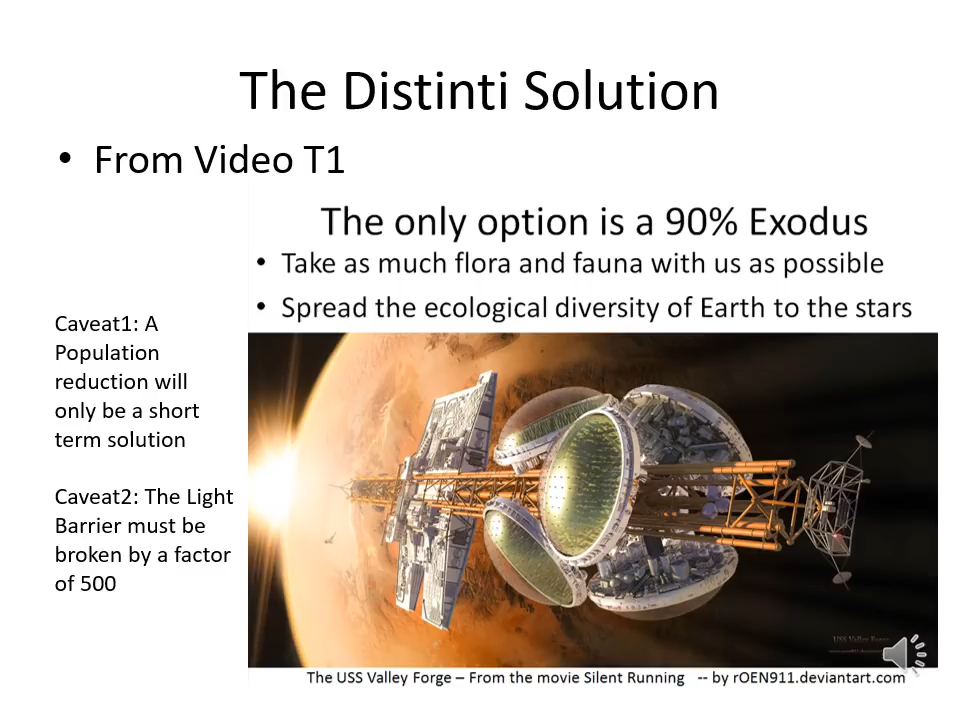 The Distinti Solution
• From Video T1
The only option is a 90% Exodus
• Take as much flora and fauna with us as possible
• Spread the ecological diversity of Earth to the stars
Caveat1: A
Population
reduction will
only be a short
term solution
Caveat2: The Light
Barrier must be
broken by a factor
of 500
USS Valley Forge
The USS Valley Forge – From the movie Silent Running -- by rOEN911.deviantart.com